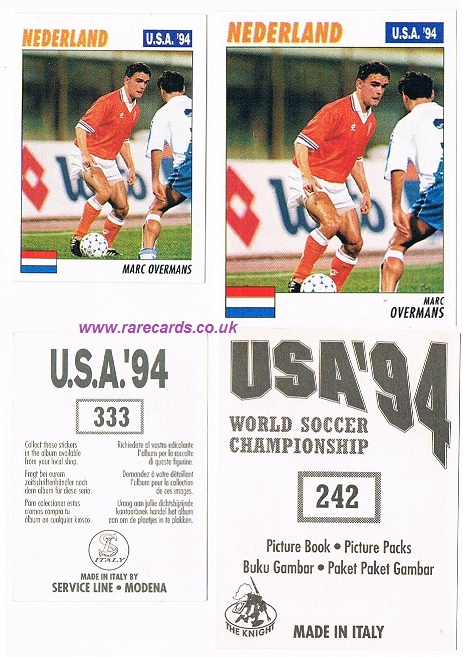 NEDERLAND
U.S.A. '94
MARC OVERMANS
NEDERLAND
U.S.A. '94
MARC
OVERMANS
www.rarecards.co.uk
U.S.A.'94
333
Collect these stickers
in the album available
from your local shop.
Fragt bei eurem
zeitschriftenhändler nach
dem album für diese serie.
Para coleccionar estas
cromos compra tu
álbum en cualquier kiosco.
Richiedete al vostro edicolante
l'album per la raccolta
di queste figurine.
Demandez à votre détaillant
l'album pour la collection
de ces images.
Vraag aan jullie dichtsbijzinde
kantoorboek handel het album
aan om de plaatjes in te plakken.
S
ITALY
MADE IN ITALY BY
SERVICE LINE • MODENA
USA'94
WORLD SOCCER
CHAMPIONSHIP
242
Picture Book • Picture Packs
Buku Gambar • Paket Paket Gambar
THE KNIGHT
MADE IN ITALY